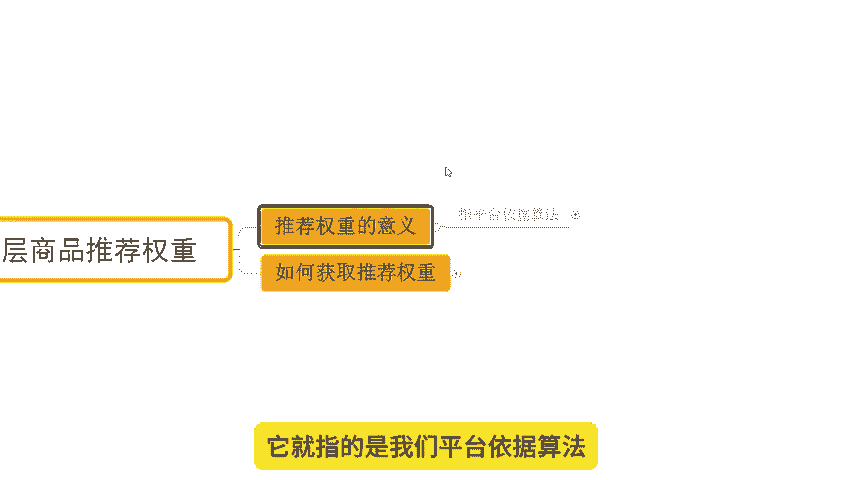 层商品推荐权重
推荐权重的意义
指平台依据算法
如何获取推荐权重
它就指的是我们平台依据算法